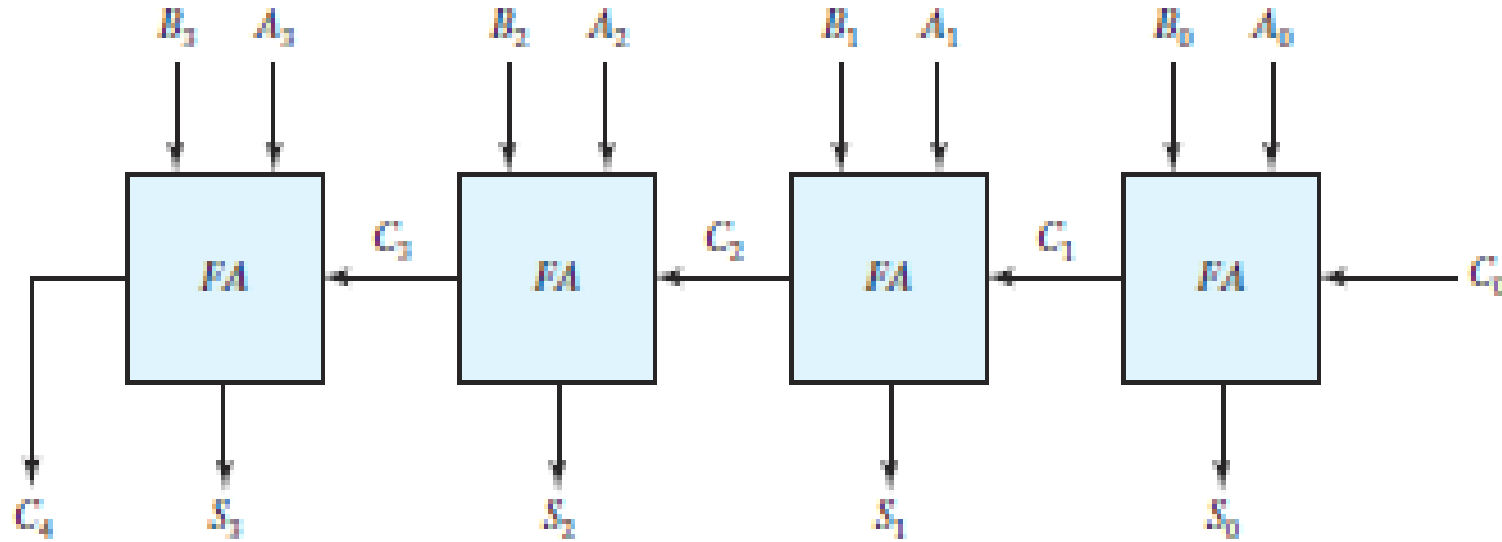 B₃ A₃ B₂ A₂ B₁ A₁ B₀ A₀
C₃ C₂ C₁
FA FA FA FA C₀
C₄ S₃ S₂ S₁ S₀